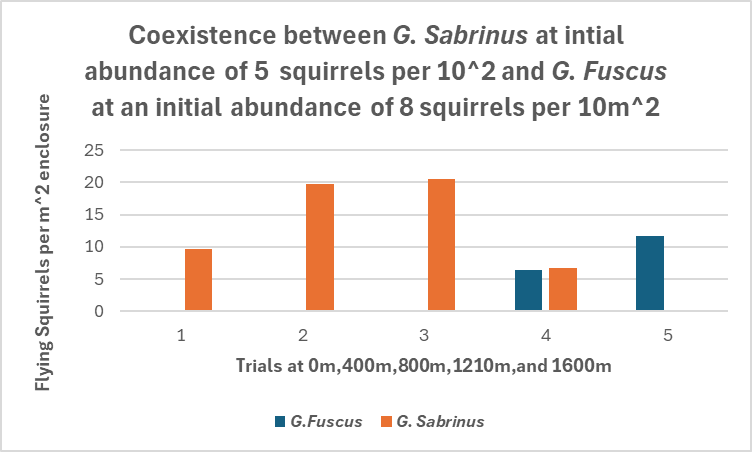 Coexistence between G. Sabrinus at intial
abundance of 5 squirrels per 10^2 and G. Fuscus
at an initial abundance of 8 squirrels per 10m^2
Flying Squirrels per m^2 enclosure
25
20
15
10
5
0
1 2 3 4 5
Trials at 0m,400m,800m,1210m,and 1600m
G.Fuscus G. Sabrinus